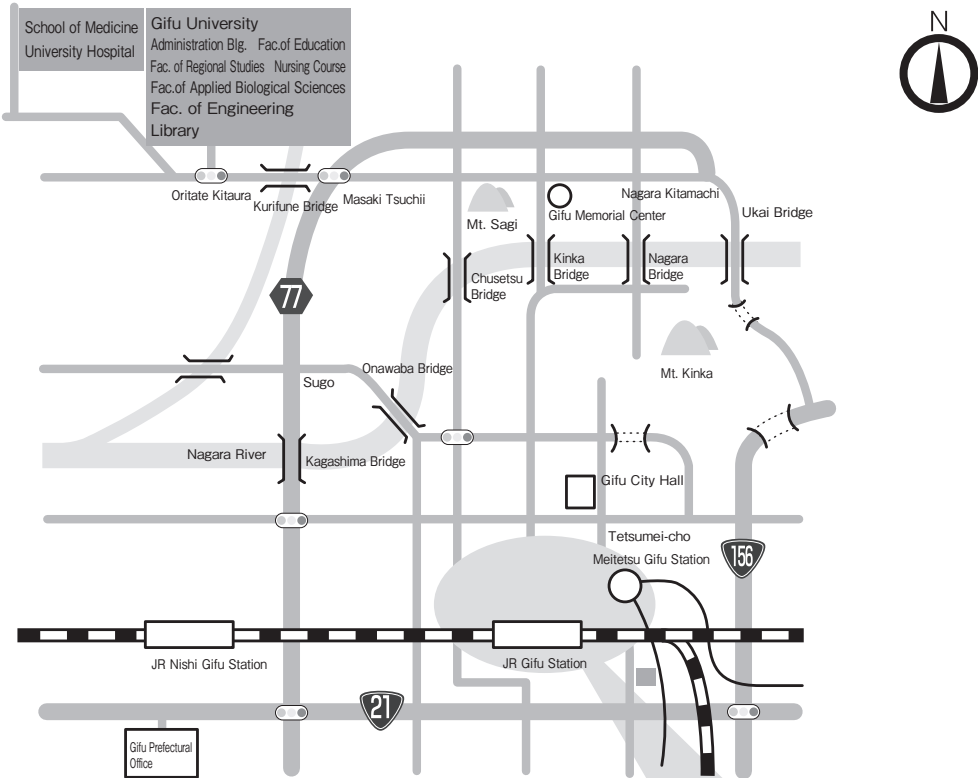 School of Medicine
University Hospital
Gifu University
Administration Blg. Fac.of Education
Fac. of Regional Studies Nursing Course
Fac.of Applied Biological Sciences
Fac. of Engineering
Library
N
Oritate Kitaura
Kurifune Bridge
Masaki Tsuchii
Mt. Sagi
Gifu Memorial Center
Nagara Kitamachi
Ukai Bridge
Chusetsu
Bridge
Kinka
Bridge
Nagara
Bridge
77
Mt. Kinka
Sugo
Onawaba Bridge
Nagara River
Kagashima Bridge
Gifu City Hall
Tetsumei-cho
Meitetsu Gifu Station
156
JR Nishi Gifu Station
JR Gifu Station
21
Gifu Prefectural
Office